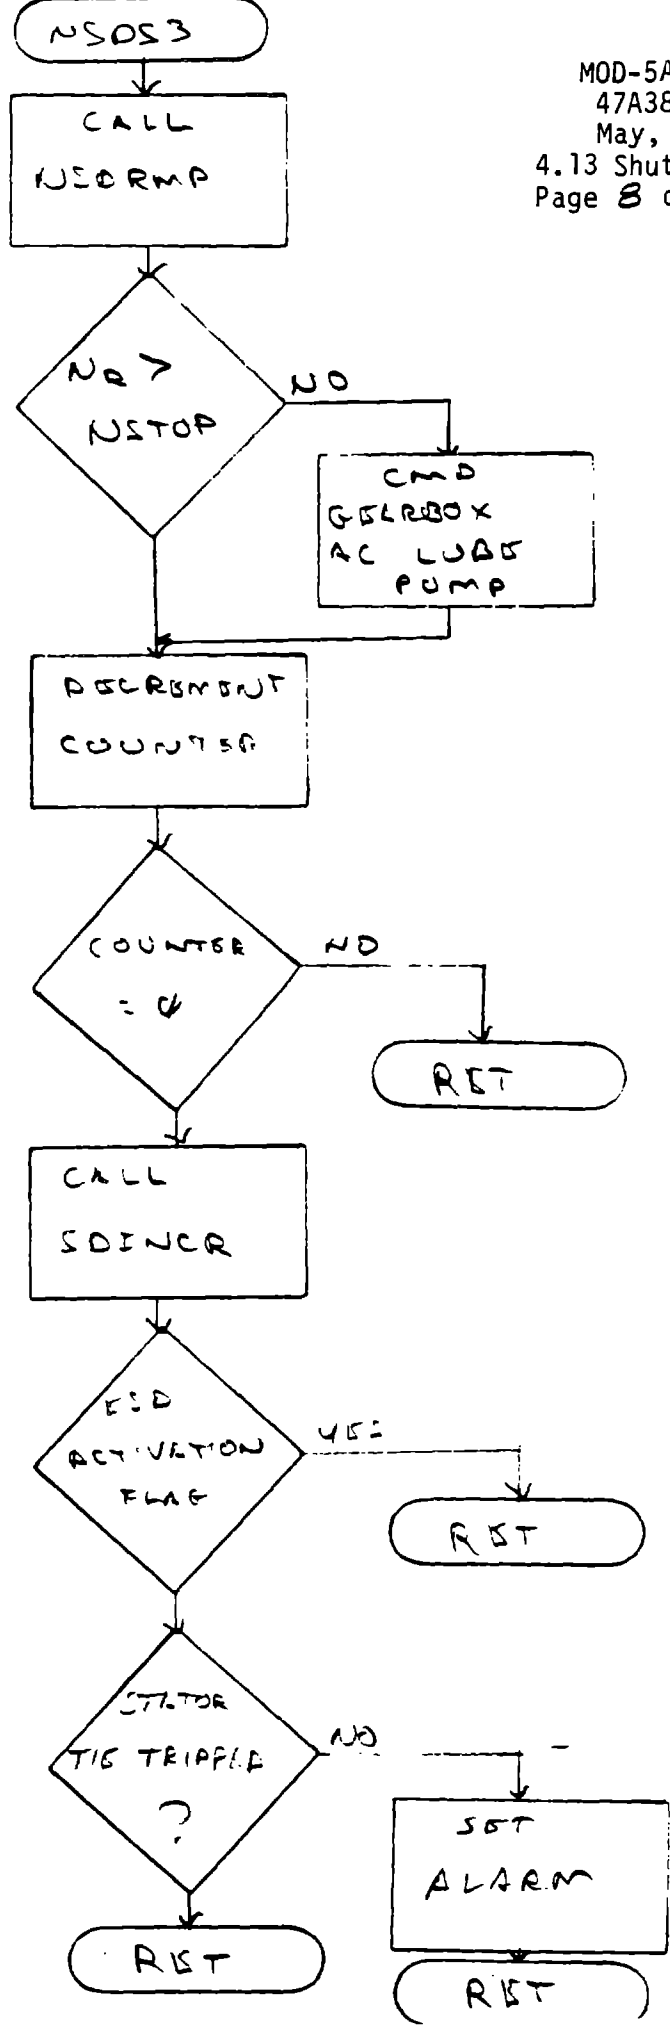 NSDS3
MOD-5A
47A38
May,
4.13 Shut
Page 8 o
CALL
NSDRMP
NR >
NSTOP
NO
CMD
GEARBOX
AC LUBE
PUMP
DECREMENT
COUNTER
COUNTER
= 0
NO
RET
CALL
SDINCR
ESD
ACTIVATION
FLAG
YES
RET
STATOR
TIE TRIPPED
?
NO
SET
ALARM
RET
RET